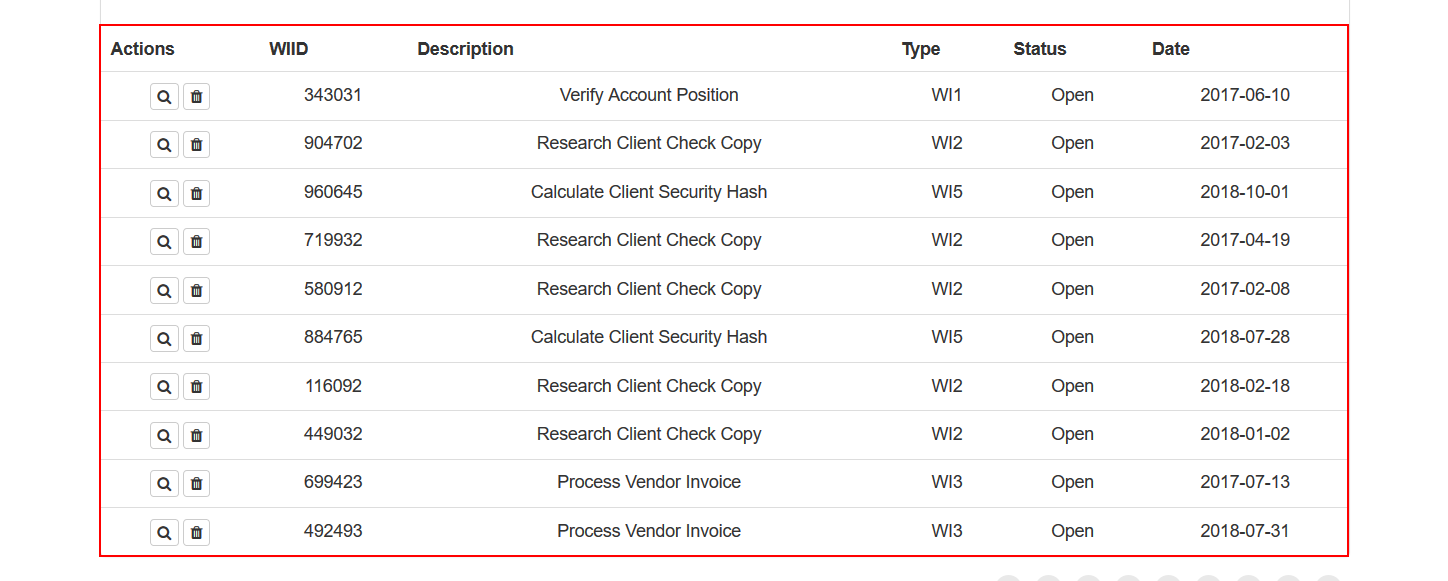 Actions WIID Description Type Status Date
343031 Verify Account Position WI1 Open 2017-06-10
904702 Research Client Check Copy WI2 Open 2017-02-03
960645 Calculate Client Security Hash WI5 Open 2018-10-01
719932 Research Client Check Copy WI2 Open 2017-04-19
580912 Research Client Check Copy WI2 Open 2017-02-08
884765 Calculate Client Security Hash WI5 Open 2018-07-28
116092 Research Client Check Copy WI2 Open 2018-02-18
449032 Research Client Check Copy WI2 Open 2018-01-02
699423 Process Vendor Invoice WI3 Open 2017-07-13
492493 Process Vendor Invoice WI3 Open 2018-07-31